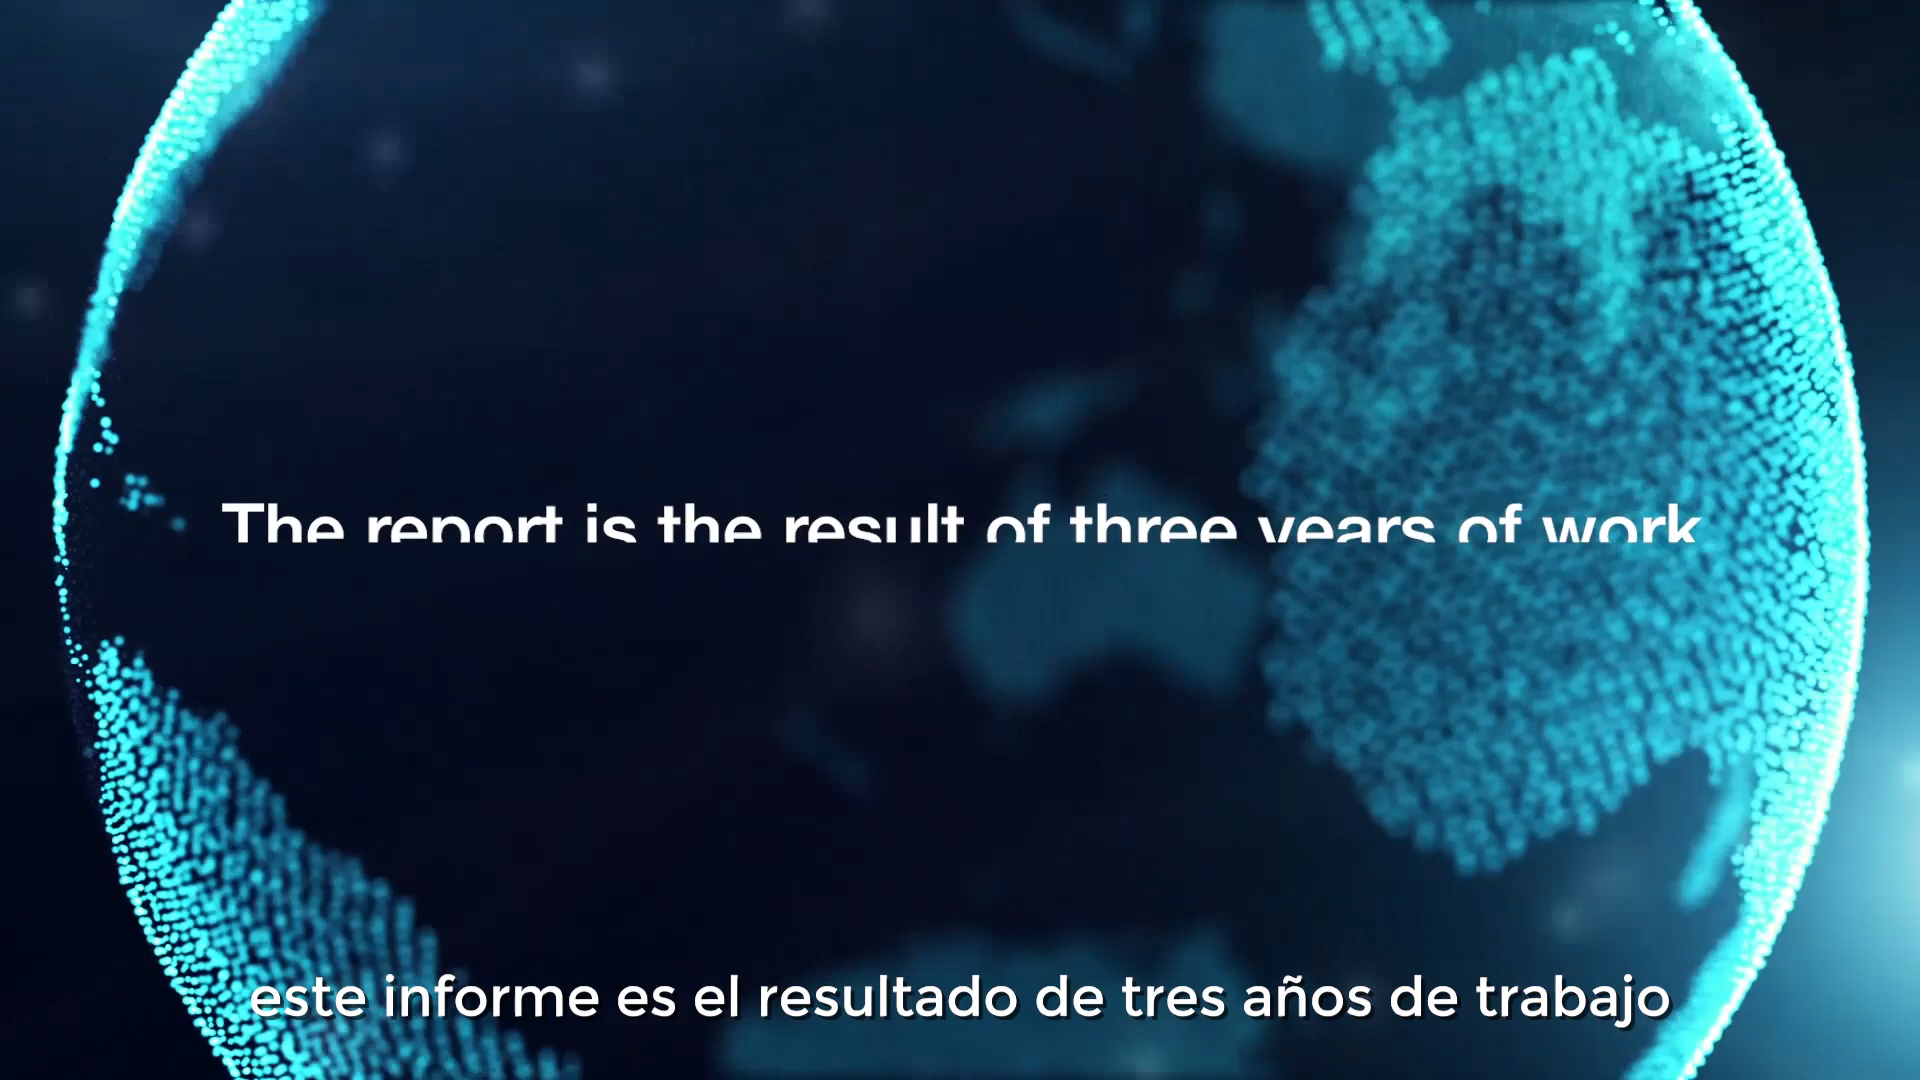 The report is the result of three years of work
este informe es el resultado de tres años de trabajo